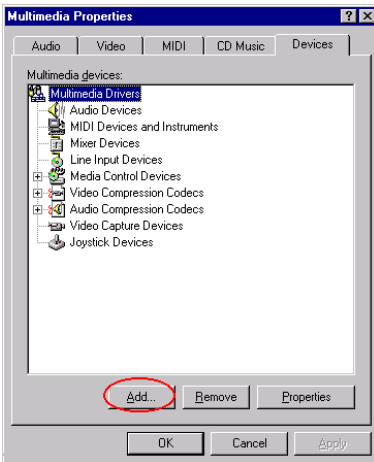 Multimedia Properties
Audio Video MIDI CD Music Devices
Multimedia devices:
Multimedia Drivers
Audio Devices
MIDI Devices and Instruments
Mixer Devices
Line Input Devices
Media Control Devices
Video Compression Codecs
Audio Compression Codecs
Video Capture Devices
Joystick Devices
Add... Remove Properties
OK Cancel Apply